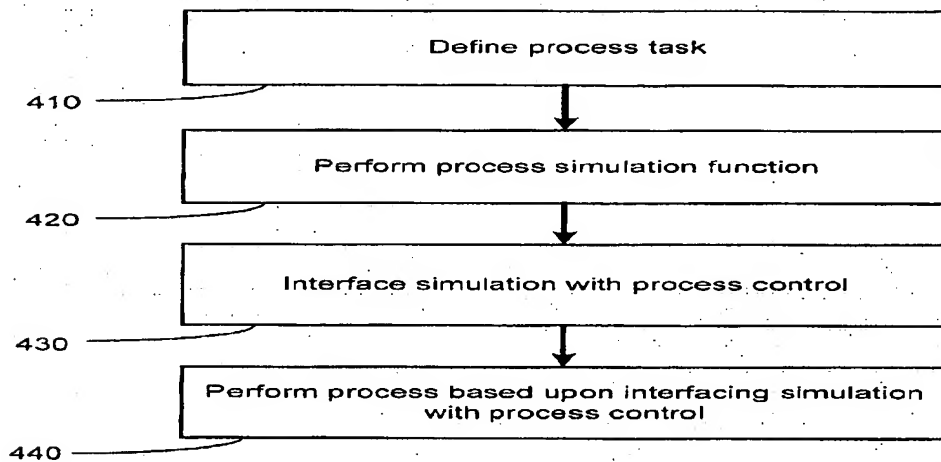 Define process task
410
Perform process simulation function
420
Interface simulation with process control
430
Perform process based upon interfacing simulation
with process control
440